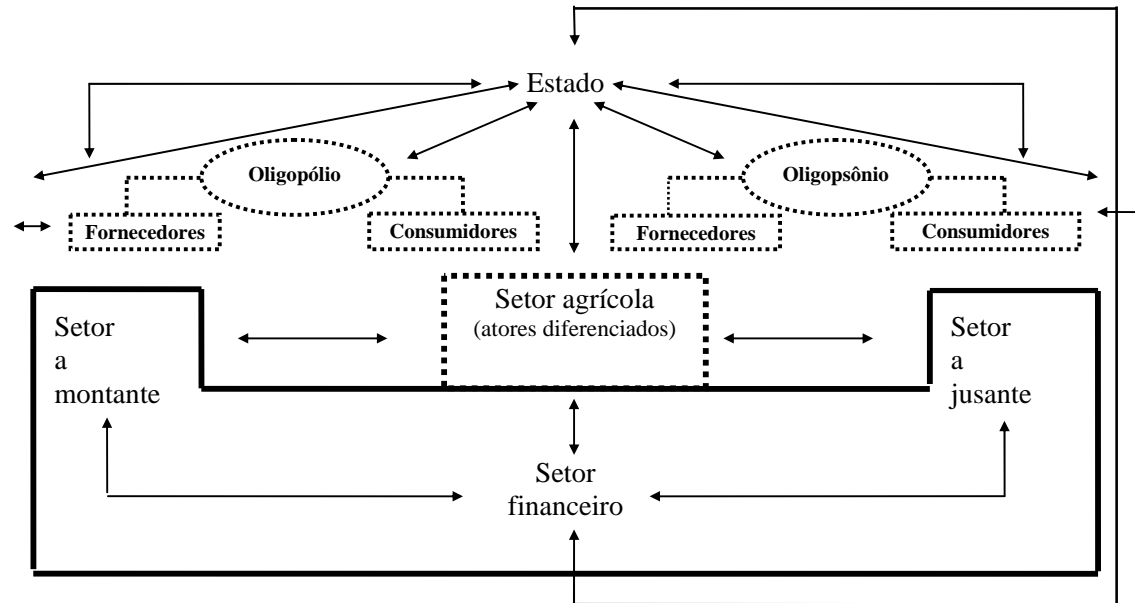 Estado
Oligopólio
Oligopsônio
Fornecedores
Consumidores
Fornecedores
Consumidores
Setor agrícola
(atores diferenciados)
Setor
a
montante
Setor
a
jusante
Setor
financeiro